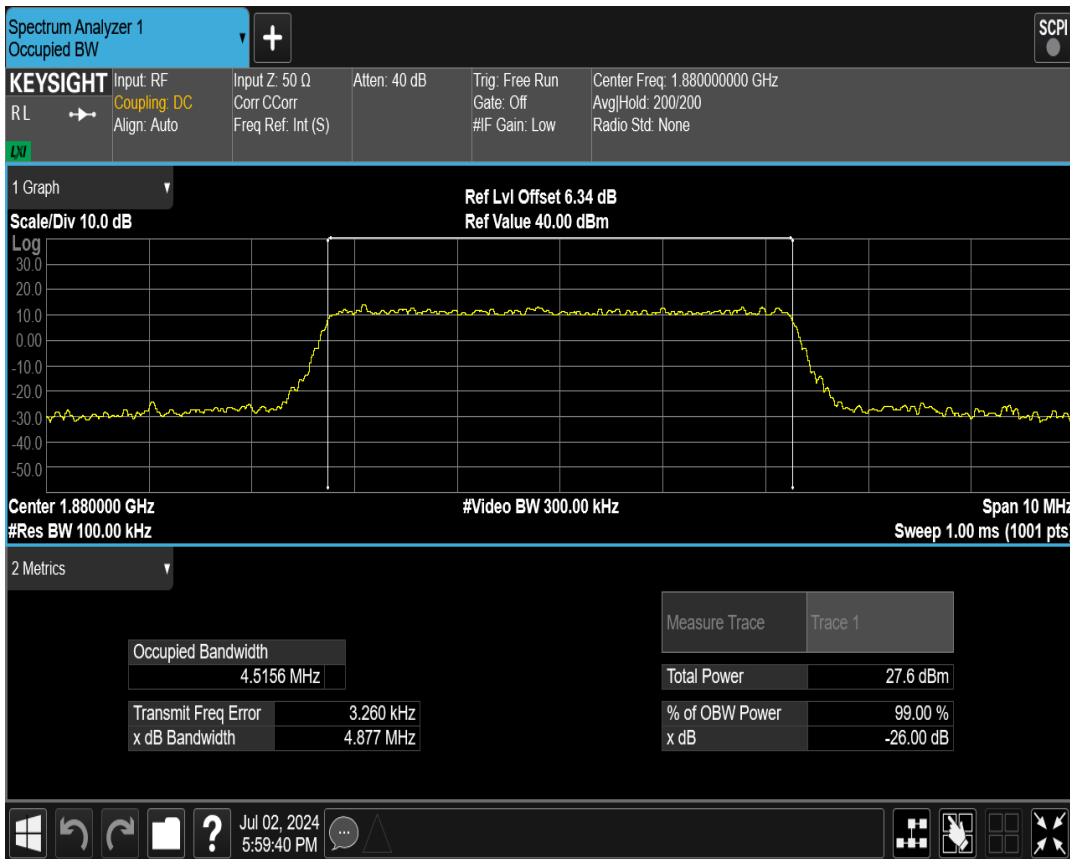 Spectrum Analyzer 1
Occupied BW
+
SCPI
KEYSIGHT
R L
LXI
Input: RF
Coupling: DC
Align: Auto
Input Z: 50 Ω
Corr CCorr
Freq Ref: Int (S)
Atten: 40 dB
Trig: Free Run
Gate: Off
#IF Gain: Low
Center Freq: 1.880000000 GHz
Avg|Hold: 200/200
Radio Std: None
1 Graph
Scale/Div 10.0 dB
Ref Lvl Offset 6.34 dB
Ref Value 40.00 dBm
Log
30.0
20.0
10.0
0.00
-10.0
-20.0
-30.0
-40.0
-50.0
Center 1.880000 GHz
#Video BW 300.00 kHz
Span 10 MHz
#Res BW 100.00 kHz
Sweep 1.00 ms (1001 pts)
2 Metrics
Measure Trace Trace 1
Occupied Bandwidth
4.5156 MHz
Total Power 27.6 dBm
Transmit Freq Error 3.260 kHz
% of OBW Power 99.00 %
x dB Bandwidth 4.877 MHz
x dB -26.00 dB
?
Jul 02, 2024
5:59:40 PM